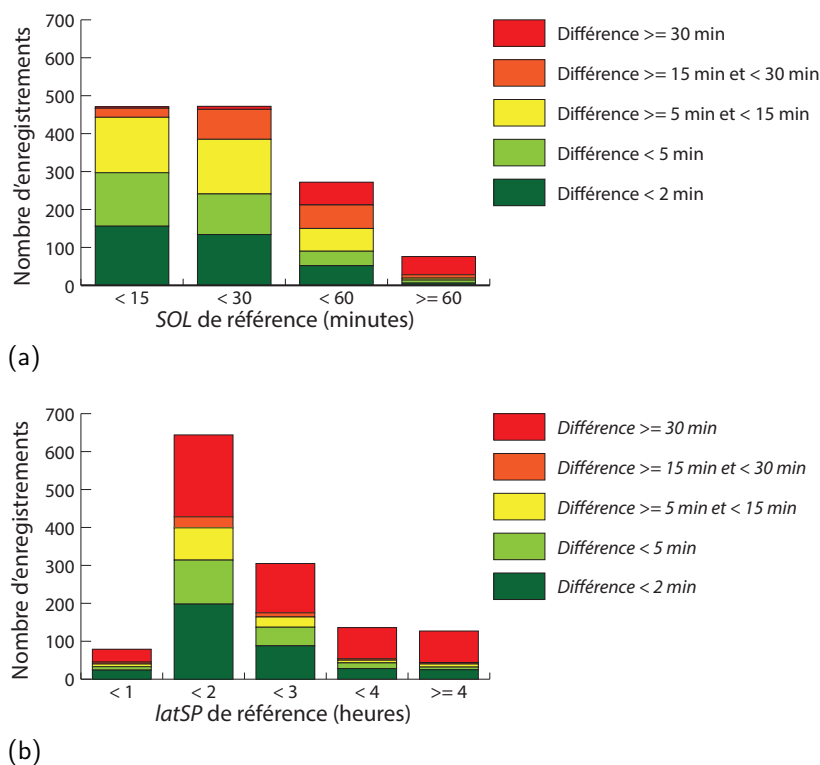 700
600
500
400
300
200
100
0
Nombre d'enregistrements
< 15
< 30
< 60
>= 60
SOL de référence (minutes)
Différence >= 30 min
Différence >= 15 min et < 30 min
Différence >= 5 min et < 15 min
Différence < 5 min
Différence < 2 min
(a)
700
600
500
400
300
200
100
0
Nombre d'enregistrements
< 1
< 2
< 3
< 4
>= 4
latSP de référence (heures)
Différence >= 30 min
Différence >= 15 min et < 30 min
Différence >= 5 min et < 15 min
Différence < 5 min
Différence < 2 min
(b)